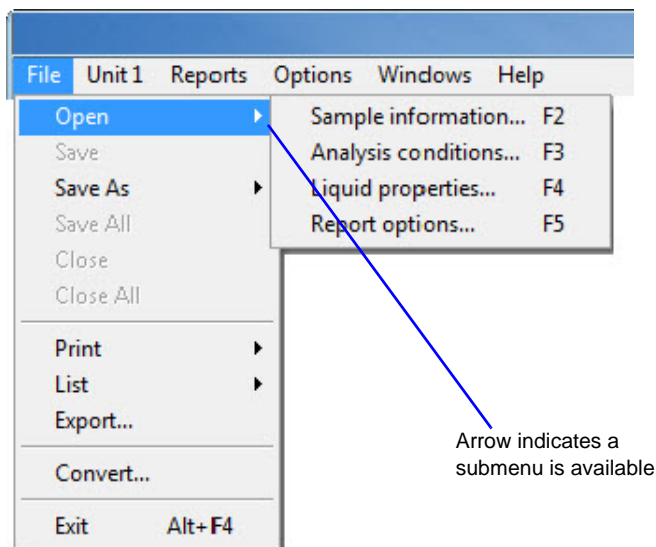 File Unit 1 Reports Options Windows Help
Open
Sample information... F2
Save
Analysis conditions... F3
Save As
Liquid properties... F4
Save All
Report options... F5
Close
Close All
Print
List
Export...
Convert...
Exit Alt+F4
Arrow indicates a
submenu is available